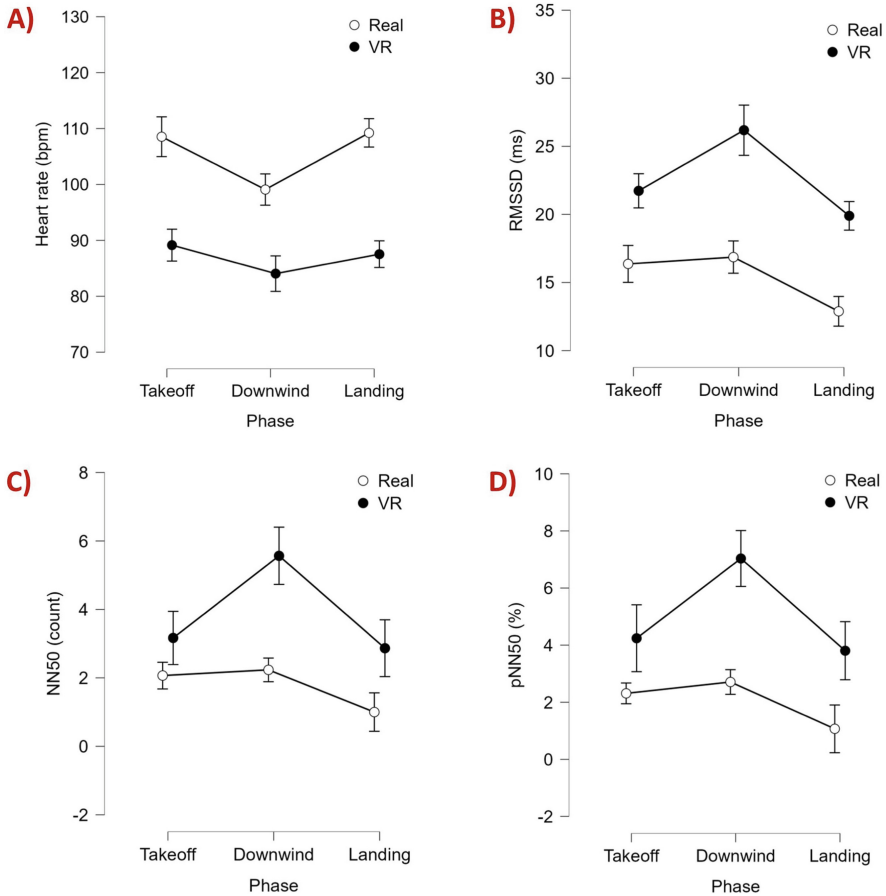 A)
Heart rate (bpm)
130
120
110
100
90
80
70
Real
VR
Takeoff Downwind Landing
Phase
B)
RMSSD (ms)
35
30
25
20
15
10
Real
VR
Takeoff Downwind Landing
Phase
C)
NN50 (count)
8
6
4
2
0
-2
Real
VR
Takeoff Downwind Landing
Phase
D)
pNN50 (%)
10
8
6
4
2
0
-2
Real
VR
Takeoff Downwind Landing
Phase